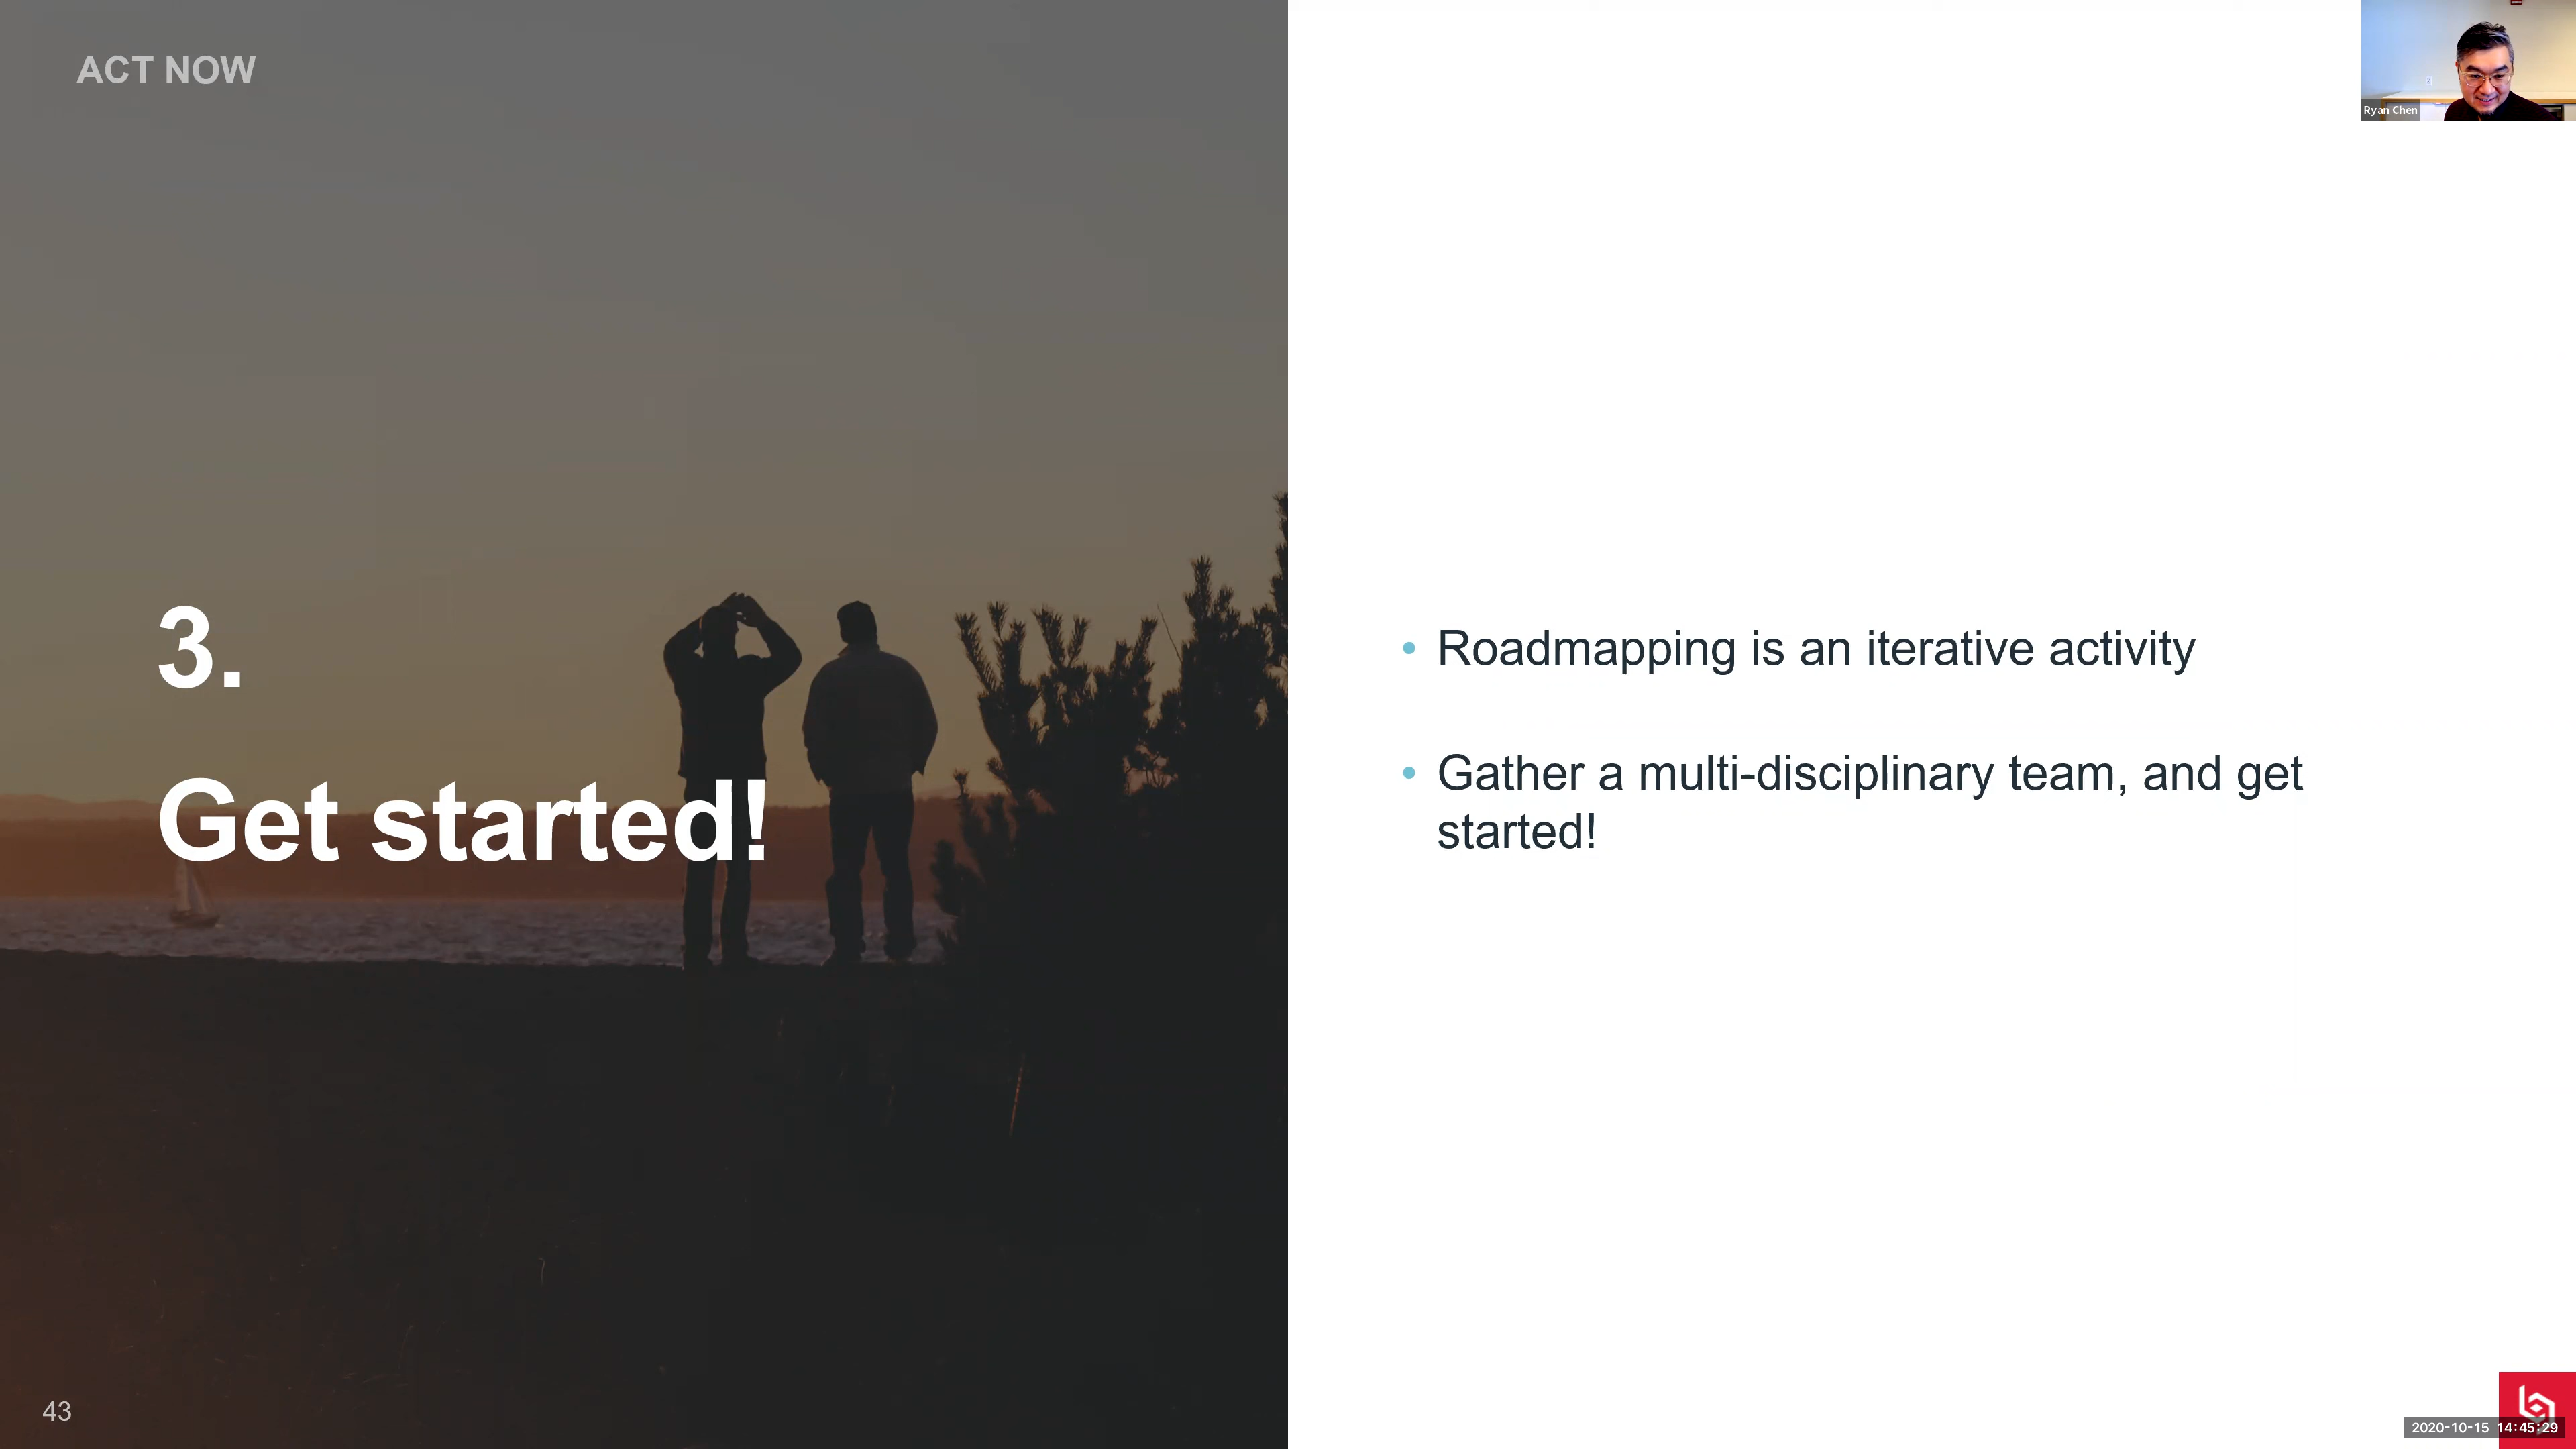 ACT NOW
Ryan Chen
3.
Get started!
• Roadmapping is an iterative activity
• Gather a multi-disciplinary team, and get
started!
43
2020-10-15 14:45:29